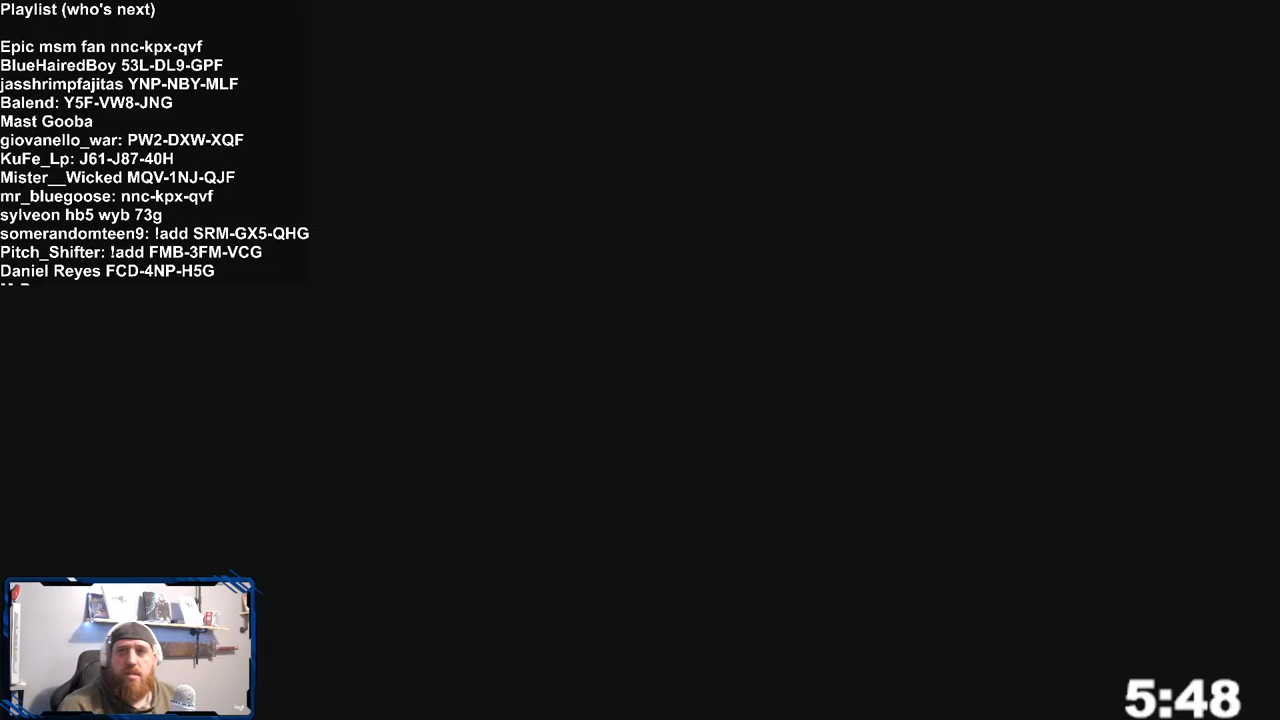 Playlist (who's next)
Epic msm fan nnc-kpx-qvf
BlueHairedBoy 53L-DL9-GPF
jasshrimpfajitas YNP-NBY-MLF
Balend: Y5F-VW8-JNG
Mast Gooba
giovanello_war: PW2-DXW-XQF
KuFe_Lp: J61-J87-40H
Mister__Wicked MQV-1NJ-QJF
mr_bluegoose: nnc-kpx-qvf
sylveon hb5 wyb 73g
somerandomteen9: !add SRM-GX5-QHG
Pitch_Shifter: !add FMB-3FM-VCG
Daniel Reyes FCD-4NP-H5G
logi
5:48